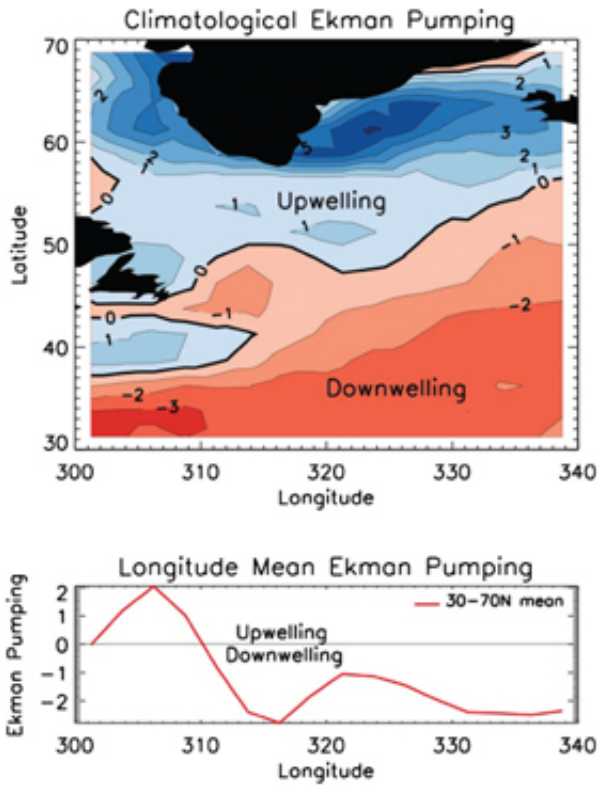 Climatological Ekman Pumping
70
60
50
40
30
Latitude
2
1
2
3
5
2
1
2
1
0
0
1
Upwelling
1
0
-1
0
-1
0
1
-2
-2
-3
Downwelling
300 310 320 330 340
Longitude
Longitude Mean Ekman Pumping
2
1
0
-1
-2
Ekman Pumping
30-70N mean
Upwelling
Downwelling
300 310 320 330 340
Longitude